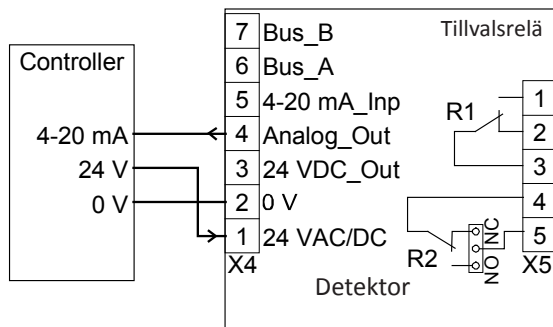 Controller
4-20 mA
24 V
0 V
7 Bus_B
6 Bus_A
5 4-20 mA_Inp
4 Analog_Out
3 24 VDC_Out
2 0 V
1 24 VAC/DC
X4
Tillvalsrelä
R1
1
2
3
4
5
X5
R2
NC
NO
Detektor